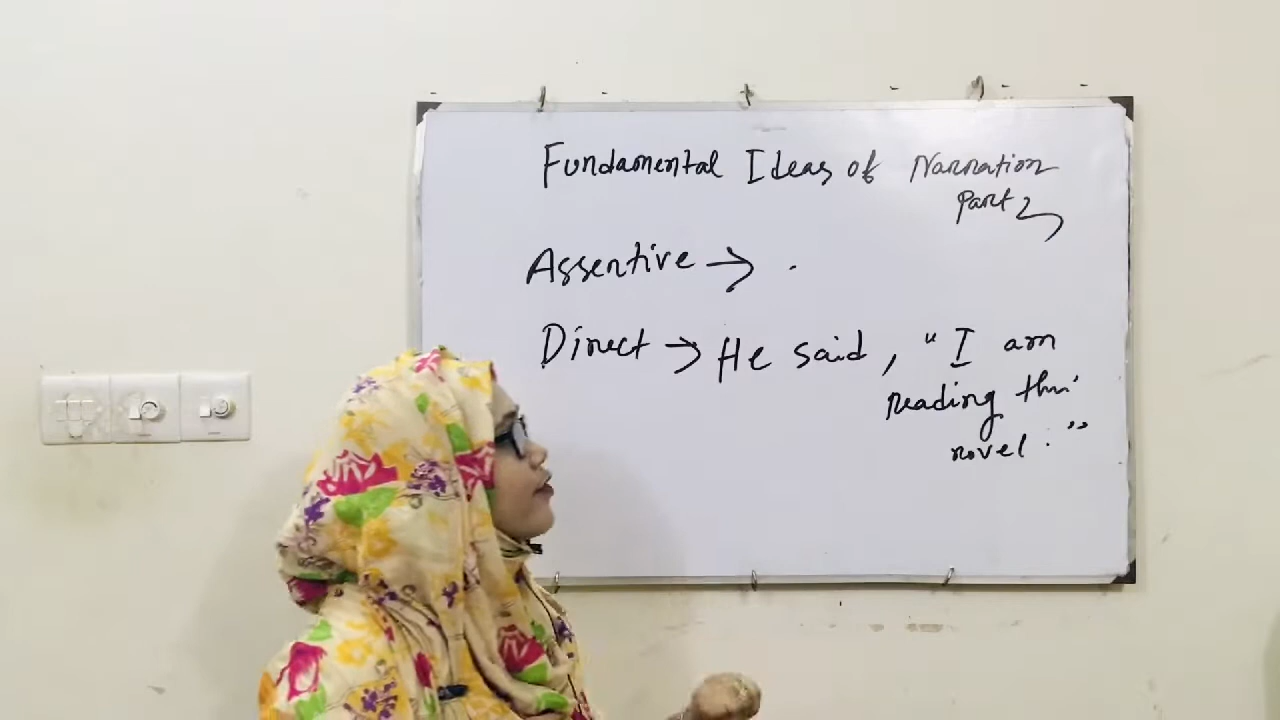 Fundamental Ideas of Narration
Part 2
Assertive → .
Direct → He said, "I am
reading this
novel."